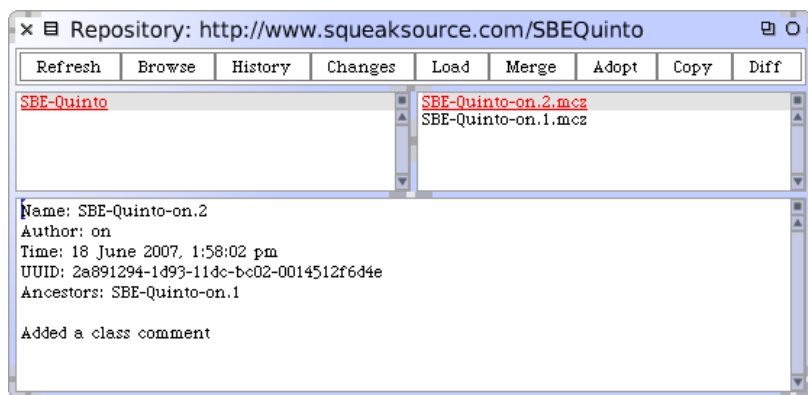 Repository: http://www.squeaksource.com/SBEQuinto
Refresh Browse History Changes Load Merge Adopt Copy Diff
SBE-Quinto
SBE-Quinto-on.2.mcz
SBE-Quinto-on.1.mcz
Name: SBE-Quinto-on.2
Author: on
Time: 18 June 2007, 1:58:02 pm
UUID: 2a891294-1d93-11dc-bc02-0014512f6d4e
Ancestors: SBE-Quinto-on.1
Added a class comment